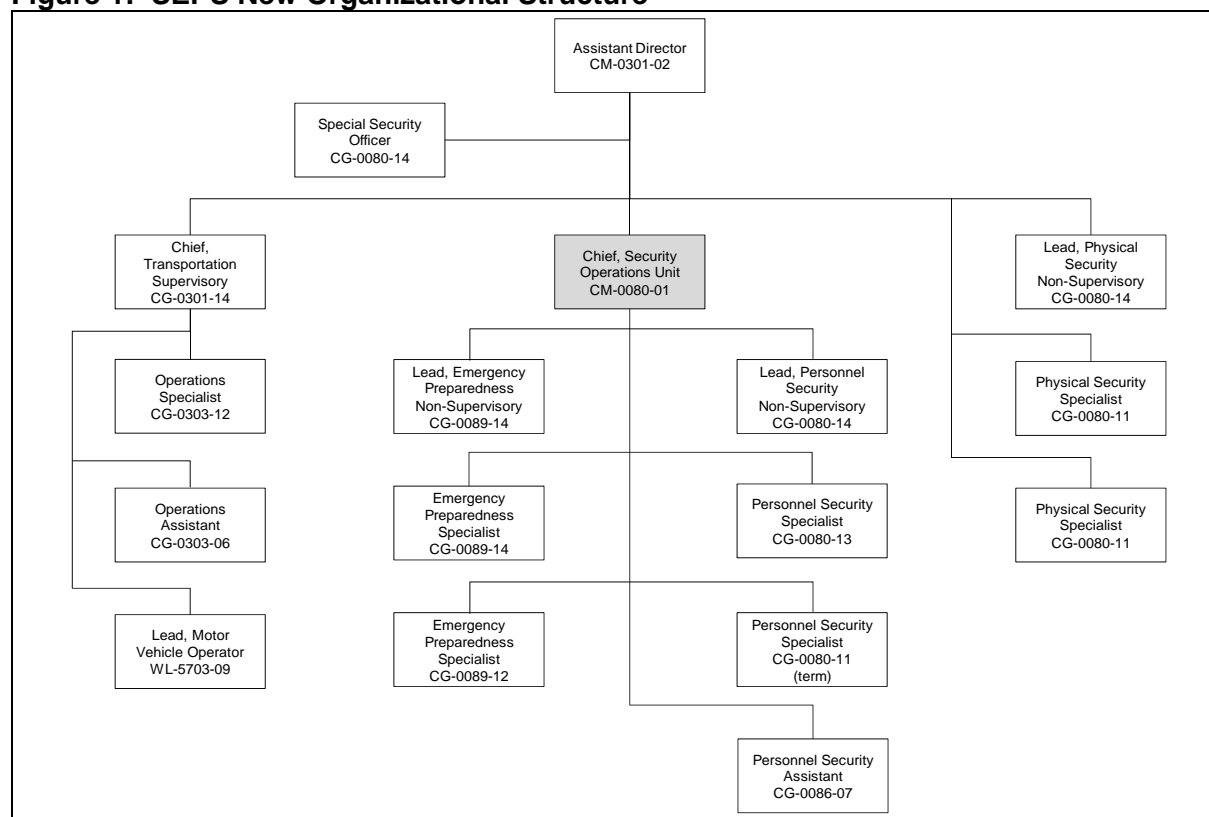 Figure 1: SEPS New Organizational Structure
Assistant Director
CM-0301-02
Special Security
Officer
CG-0080-14
Chief,
Transportation
Supervisory
CG-0301-14
Chief, Security
Operations Unit
CM-0080-01
Lead, Physical
Security
Non-Supervisory
CG-0080-14
Operations
Specialist
CG-0303-12
Lead, Emergency
Preparedness
Non-Supervisory
CG-0089-14
Lead, Personnel
Security
Non-Supervisory
CG-0080-14
Physical Security
Specialist
CG-0080-11
Operations
Assistant
CG-0303-06
Emergency
Preparedness
Specialist
CG-0089-14
Personnel Security
Specialist
CG-0080-13
Physical Security
Specialist
CG-0080-11
Lead, Motor
Vehicle Operator
WL-5703-09
Emergency
Preparedness
Specialist
CG-0089-12
Personnel Security
Specialist
CG-0080-11
(term)
Personnel Security
Assistant
CG-0086-07